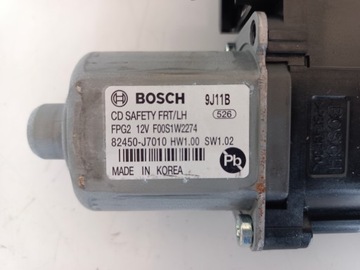 BOSCH 9J11B
CD SAFETY FRT/LH 526
FPG2 12V F00S1W2274
82450-J7010 HW1.00 SW1.02
Pb
MADE IN KOREA